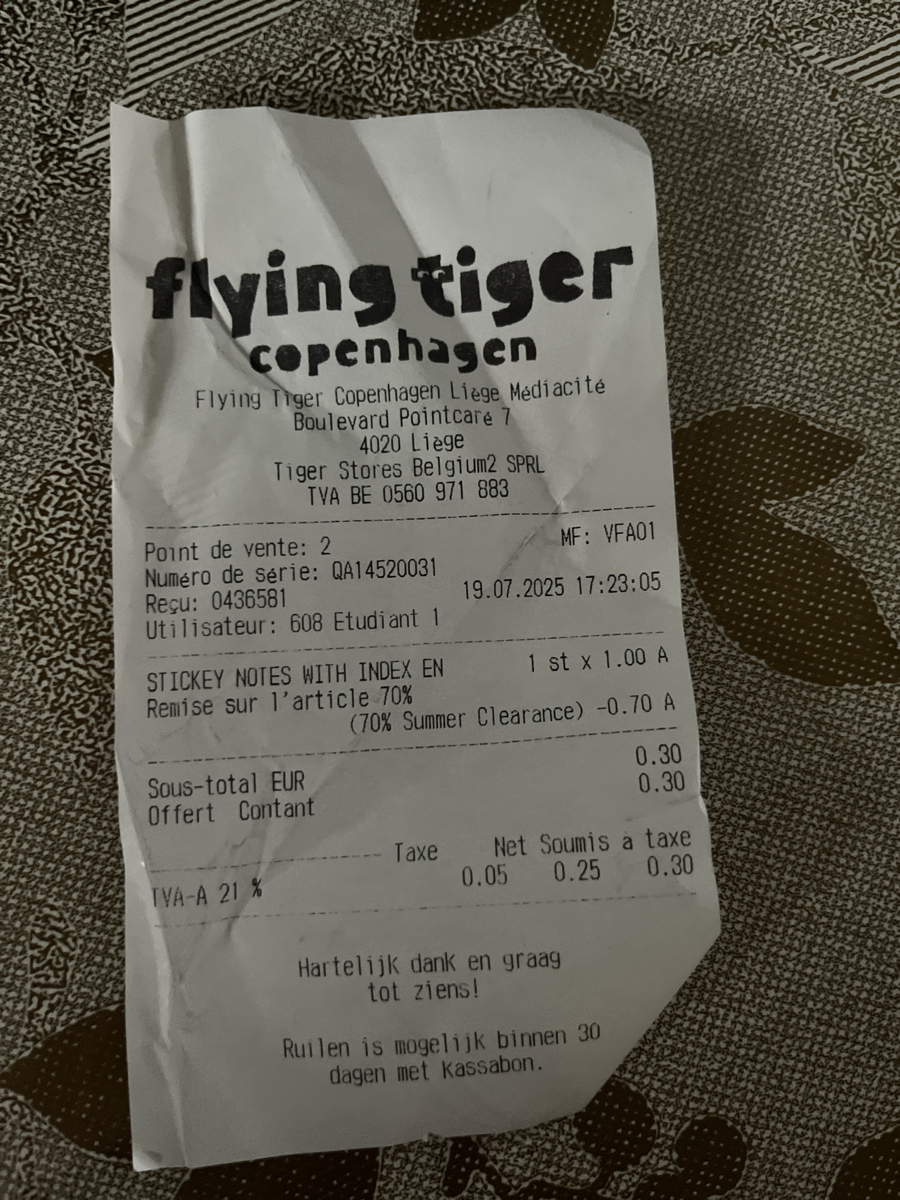 flying tiger
copenhagen
Flying Tiger Copenhagen Liège Médiacité
Boulevard Pointcaré 7
4020 Liège
Tiger Stores Belgium2 SPRL
TVA BE 0560 971 883
Point de vente: 2 MF: VFA01
Numéro de série: QA14520031
Reçu: 0436581 19.07.2025 17:23:05
Utilisateur: 608 Etudiant 1
STICKEY NOTES WITH INDEX EN 1 st x 1.00 A
Remise sur l'article 70%
(70% Summer Clearance) -0.70 A
Sous-total EUR 0.30
Offert Contant 0.30
Taxe Net Soumis à taxe
TVA-A 21 % 0.05 0.25 0.30
Hartelijk dank en graag
tot ziens!
Ruilen is mogelijk binnen 30
dagen met Kassabon.